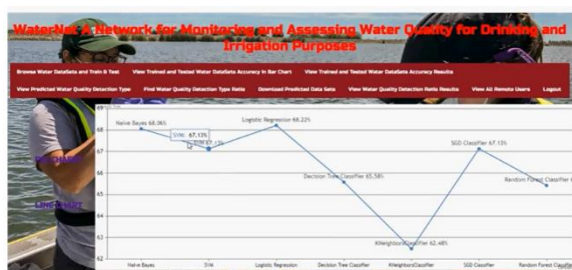 WaterNet A Network for Monitoring and Assessing Water Quality for Drinking and
Irrigation Purposes
Browse Water DataSets and Train & Test View Trained and Tested Water DataSets Accuracy in Bar Chart View Trained and Tested Water DataSets Accuracy Results
View Predicted Water Quality Detection Type Find Water Quality Detection Type Ratio Download Predicted Data Sets View Water Quality Detection Ratio Results View All Remote Users Logout
69
Logistic Regression 68.22%
Naive Bayes 68.06%
SVM: 67.13%
SVM 67.13%
SGD Classifier 67.13%
67
PIE CHART
66
Decision Tree Classifier 65.58%
Random Forest Classifier
65
64
LINE CHART
63
KNeighborsClassifier 62.48%
62
Naive Bayes SVM Logistic Regression Decision Tree Classifier KNeighborsClassifier SGD Classifier Random Forest Classifier